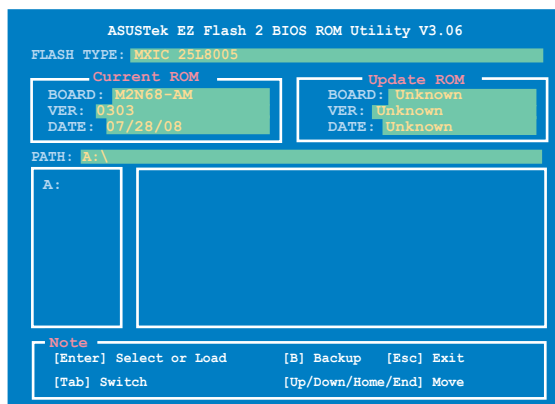 ASUSTek EZ Flash 2 BIOS ROM Utility V3.06
FLASH TYPE: MXIC 25L8005
Current ROM
BOARD: M2N68-AM
VER: 0303
DATE: 07/28/08
Update ROM
BOARD: Unknown
VER: Unknown
DATE: Unknown
PATH: A:\
A:
Note
[Enter] Select or Load [B] Backup [Esc] Exit
[Tab] Switch [Up/Down/Home/End] Move